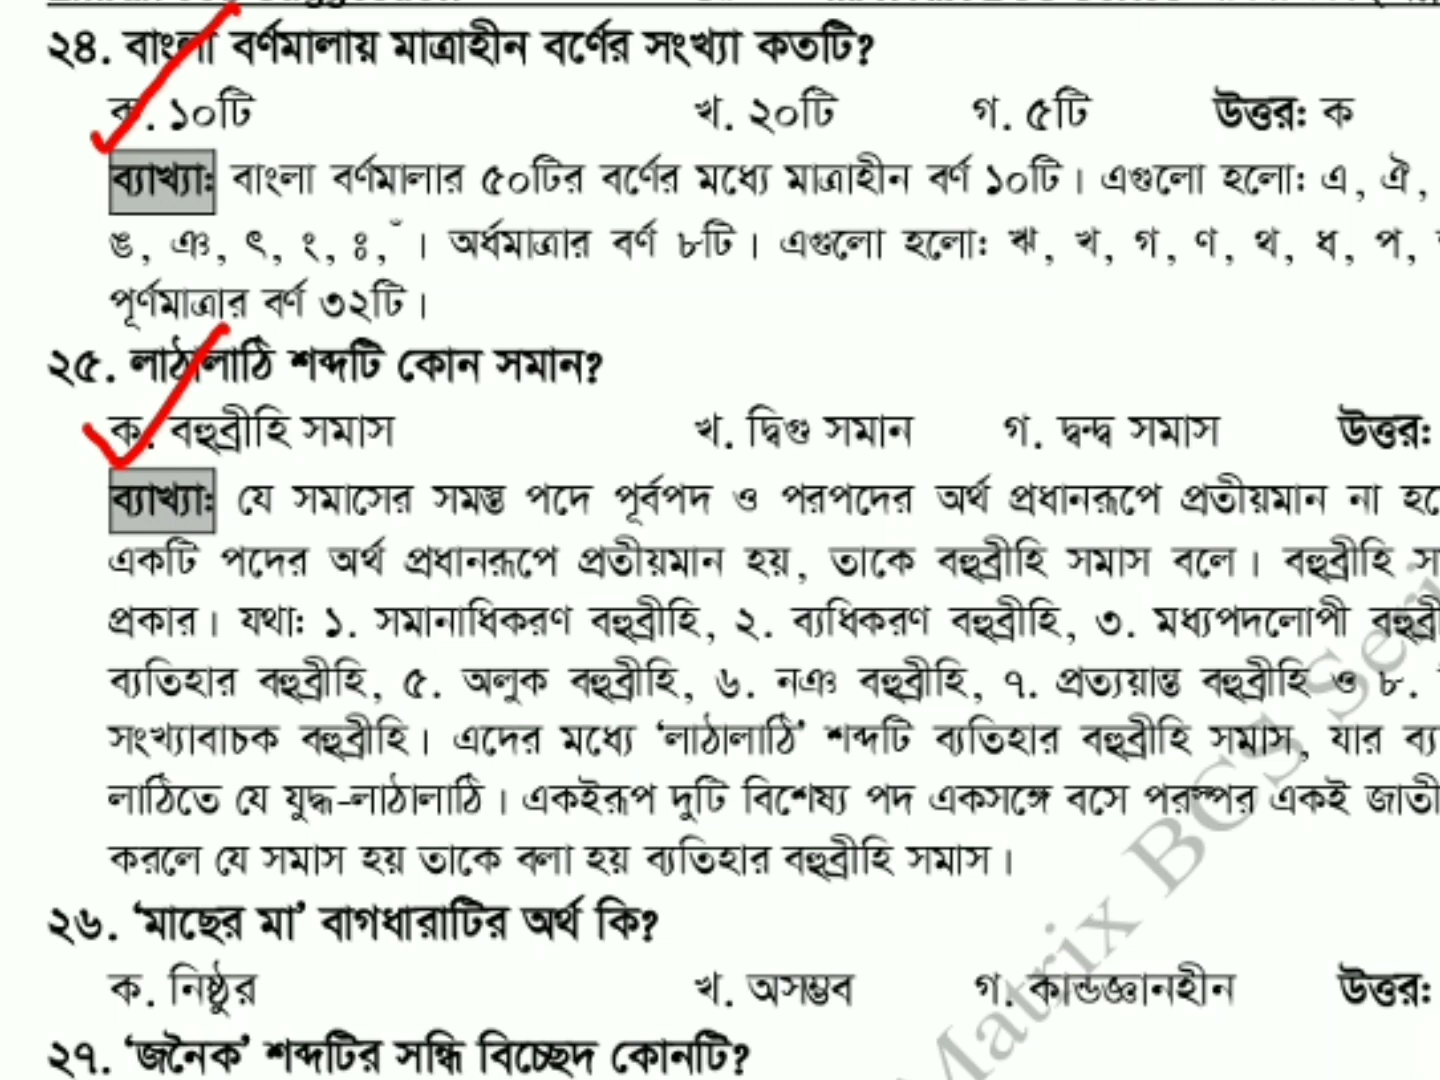 ২৪. বাংলা বর্ণমালায় মাত্রাহীন বর্ণের সংখ্যা কতটি?
ক. ১০টি খ. ২০টি গ. ৫টি উত্তর: ক
ব্যাখ্যা: বাংলা বর্ণমালার ৫০টির বর্ণের মধ্যে মাত্রাহীন বর্ণ ১০টি। এগুলো হলো: এ, ঐ,
ঙ, ঞ, ৎ, ং, ঃ, ঁ। অর্ধমাত্রার বর্ণ ৮টি। এগুলো হলো: ঋ, খ, গ, ণ, থ, ধ, প,
পূর্ণমাত্রার বর্ণ ৩২টি।
২৫. লাঠালাঠি শব্দটি কোন সমান?
ক. বহুব্রীহি সমাস খ. দ্বিগু সমান গ. দ্বন্দ্ব সমাস উত্তর:
ব্যাখ্যা: যে সমাসের সমস্ত পদে পূর্বপদ ও পরপদের অর্থ প্রধানরূপে প্রতীয়মান না
একটি পদের অর্থ প্রধানরূপে প্রতীয়মান হয়, তাকে বহুব্রীহি সমাস বলে। বহুব্রীহি
প্রকার। যথা: ১. সমানাধিকরণ বহুব্রীহি, ২. ব্যধিকরণ বহুব্রীহি, ৩. মধ্যপদলোপী
ব্যতিহার বহুব্রীহি, ৫. অলুক বহুব্রীহি, ৬. নঞ বহুব্রীহি, ৭. প্রত্যয়ান্ত বহুব্রীহি ও ৮.
সংখ্যাবাচক বহুব্রীহি। এদের মধ্যে ‘লাঠালাঠি’ শব্দটি ব্যতিহার বহুব্রীহি সমাস, যার
লাঠিতে যে যুদ্ধ-লাঠালাঠি। একইরূপ দুটি বিশেষ্য পদ একসঙ্গে বসে পরস্পর একই
করলে যে সমাস হয় তাকে বলা হয় ব্যতিহার বহুব্রীহি সমাস।
২৬. ‘মাছের মা’ বাগধারাটির অর্থ কি?
ক. নিষ্ঠুর খ. অসম্ভব গ. কান্ডজ্ঞানহীন উত্তর:
২৭. ‘জনৈক’ শব্দটির সন্ধি বিচ্ছেদ কোনটি?
Matrix BCS